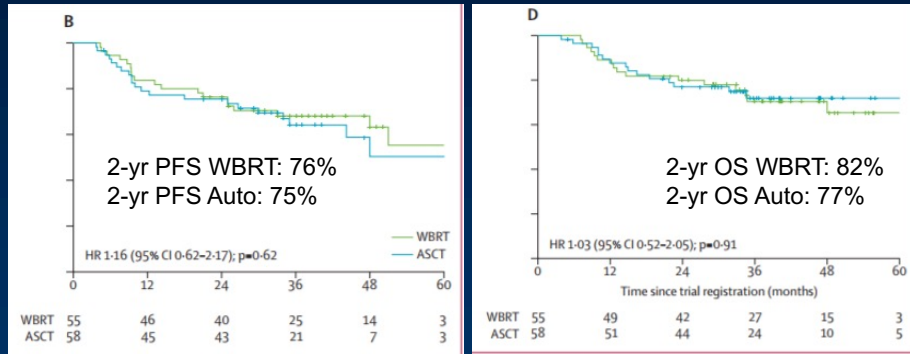 B
2-yr PFS WBRT: 76%
2-yr PFS Auto: 75%
WBRT
ASCT
HR 1·16 (95% CI 0·62–2·17); p=0·62
0 12 24 36 48 60
WBRT 55 46 40 25 14 3
ASCT 58 45 43 21 7 3
D
2-yr OS WBRT: 82%
2-yr OS Auto: 77%
HR 1·03 (95% CI 0·52–2·05); p=0·91
0 12 24 36 48 60
Time since trial registration (months)
WBRT 55 49 42 27 15 3
ASCT 58 51 44 24 10 5